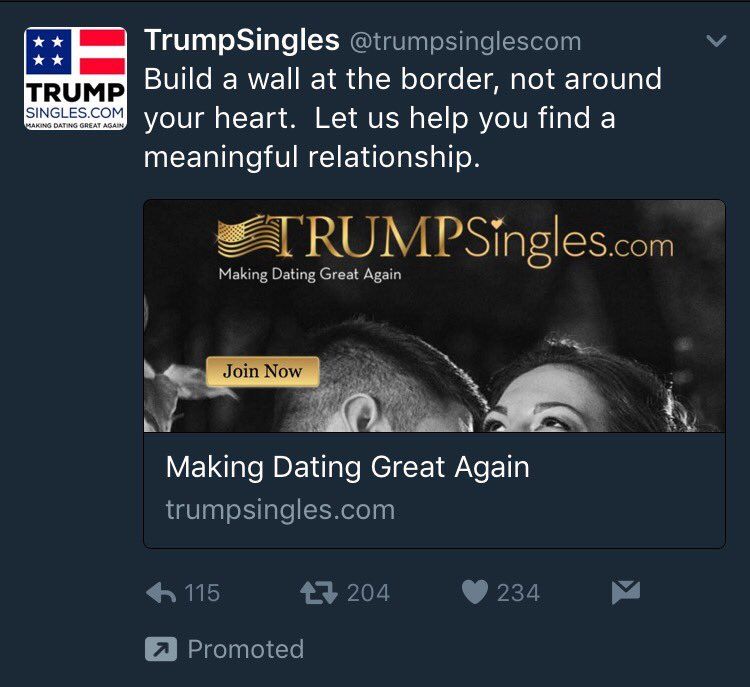 TrumpSingles @trumpsinglescom
TRUMP
SINGLES.COM
MAKING DATING GREAT AGAIN
Build a wall at the border, not around
your heart.  Let us help you find a
meaningful relationship.
TRUMPSingles.com
Making Dating Great Again
Join Now
Making Dating Great Again
trumpsingles.com
115 204 234
Promoted